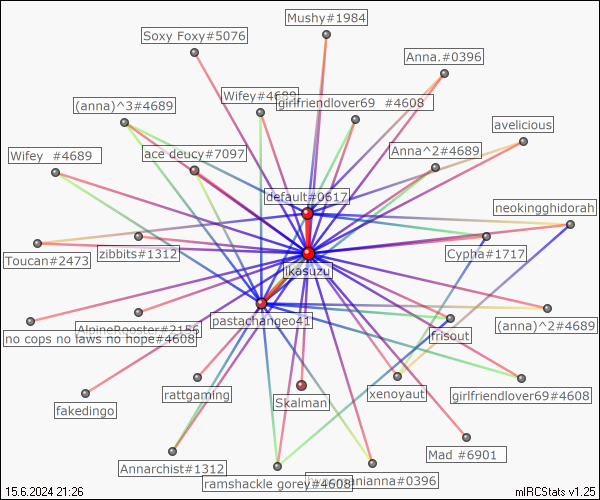 Mushy#1984
Soxy Foxy#5076
Anna.#0396
Wifey#4689
girlfriendlover69 #4608
(anna)^3#4689
avelicious
Wifey #4689
ace deucy#7097
Anna^2#4689
default#0617
neokingghidorah
Toucan#2473
zibbits#1312
Cypha#1717
ikasuzu
AlpineRooster#2156
pastachangeo41
(anna)^2#4689
no cops no laws no hope#4608
frisout
rattgaming
Skalman
xenoyaut
girlfriendlover69#4608
fakedingo
Mad #6901
Annarchist#1312
ramshackle gorey#4608
#0396
15.6.2024 21:26
mIRCStats v1.25